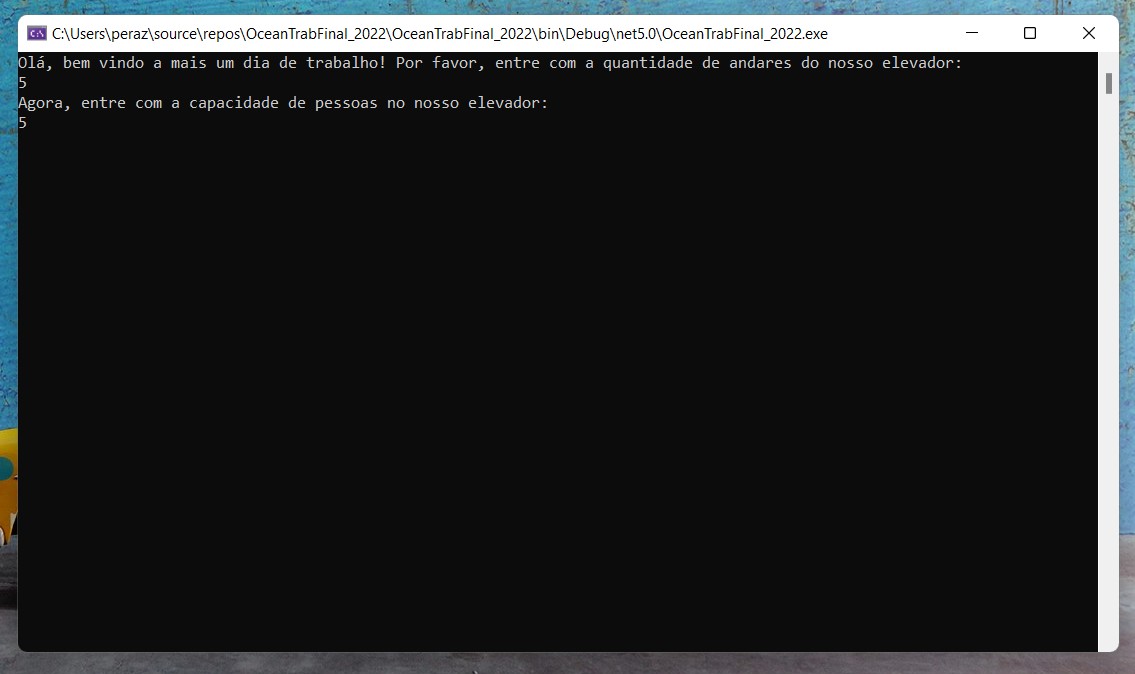 C:\Users\peraz\source\repos\OceanTrabFinal_2022\OceanTrabFinal_2022\bin\Debug\net5.0\OceanTrabFinal_2022.exe
Olá, bem vindo a mais um dia de trabalho! Por favor, entre com a quantidade de andares do nosso elevador:
5
Agora, entre com a capacidade de pessoas no nosso elevador:
5